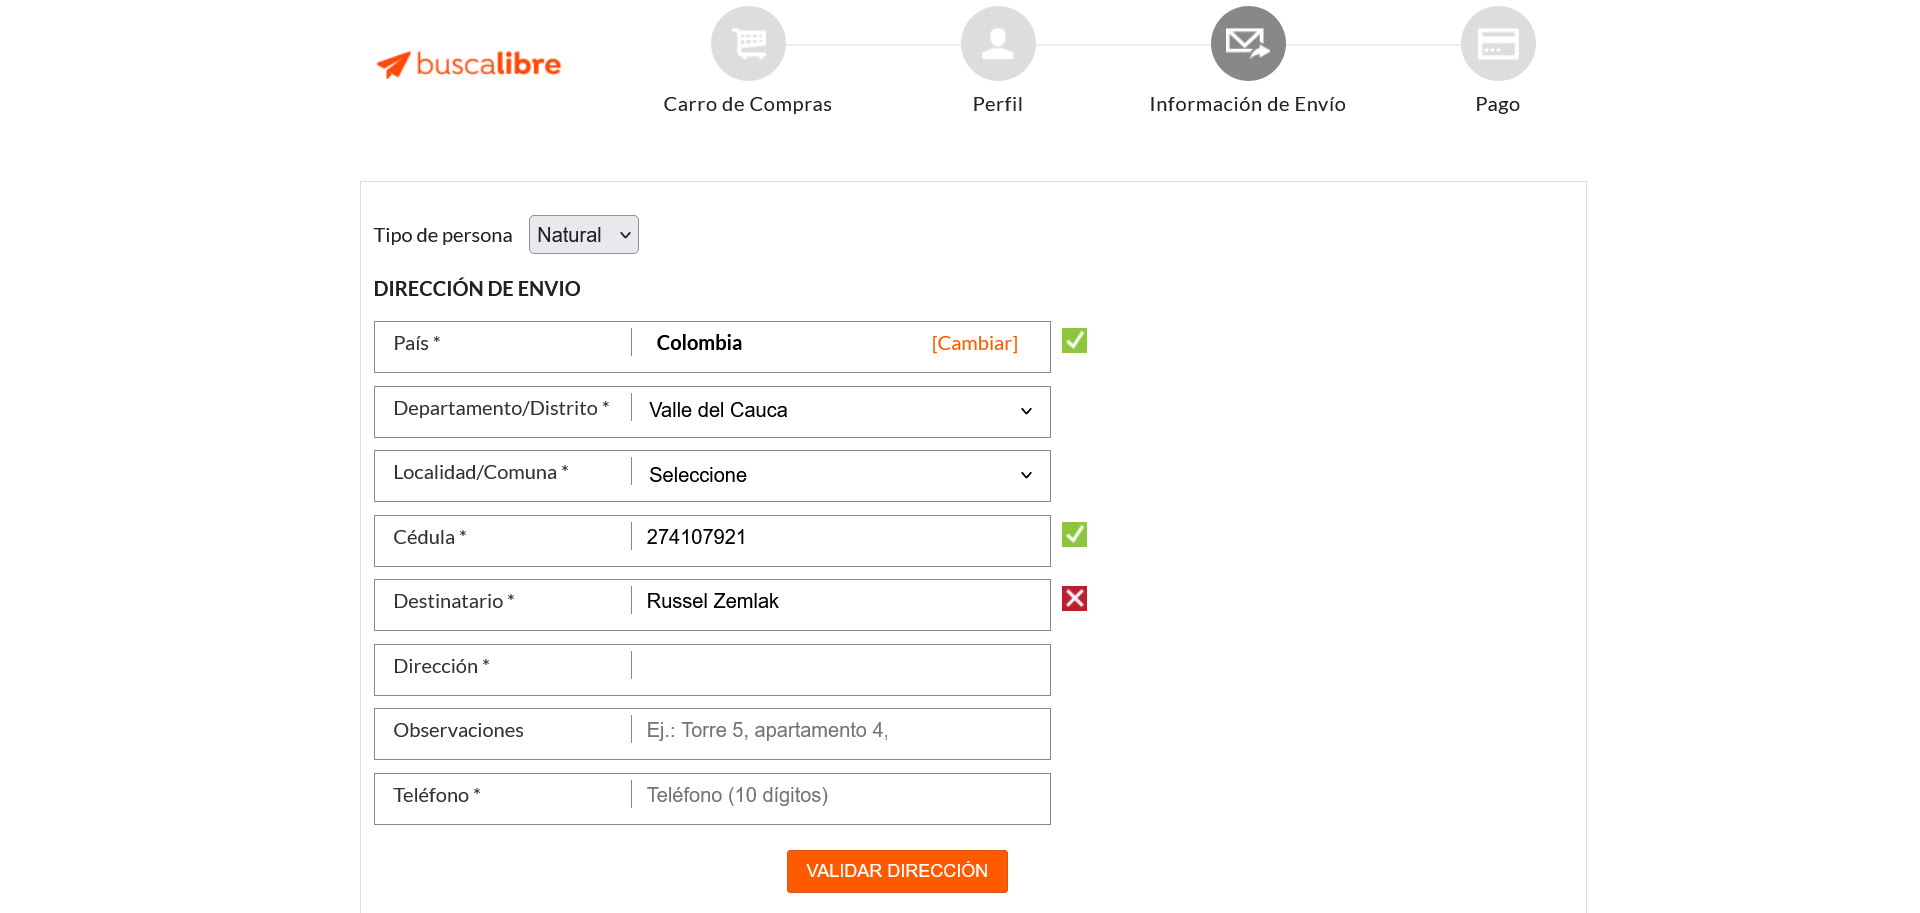 buscalibre
Carro de Compras
Perfil
Información de Envío
Pago
Tipo de persona Natural
DIRECCIÓN DE ENVIO
País * Colombia [Cambiar]
Departamento/Distrito * Valle del Cauca
Localidad/Comuna * Seleccione
Cédula * 274107921
Destinatario * Russel Zemlak
Dirección *
Observaciones Ej.: Torre 5, apartamento 4,
Teléfono * Teléfono (10 dígitos)
VALIDAR DIRECCIÓN